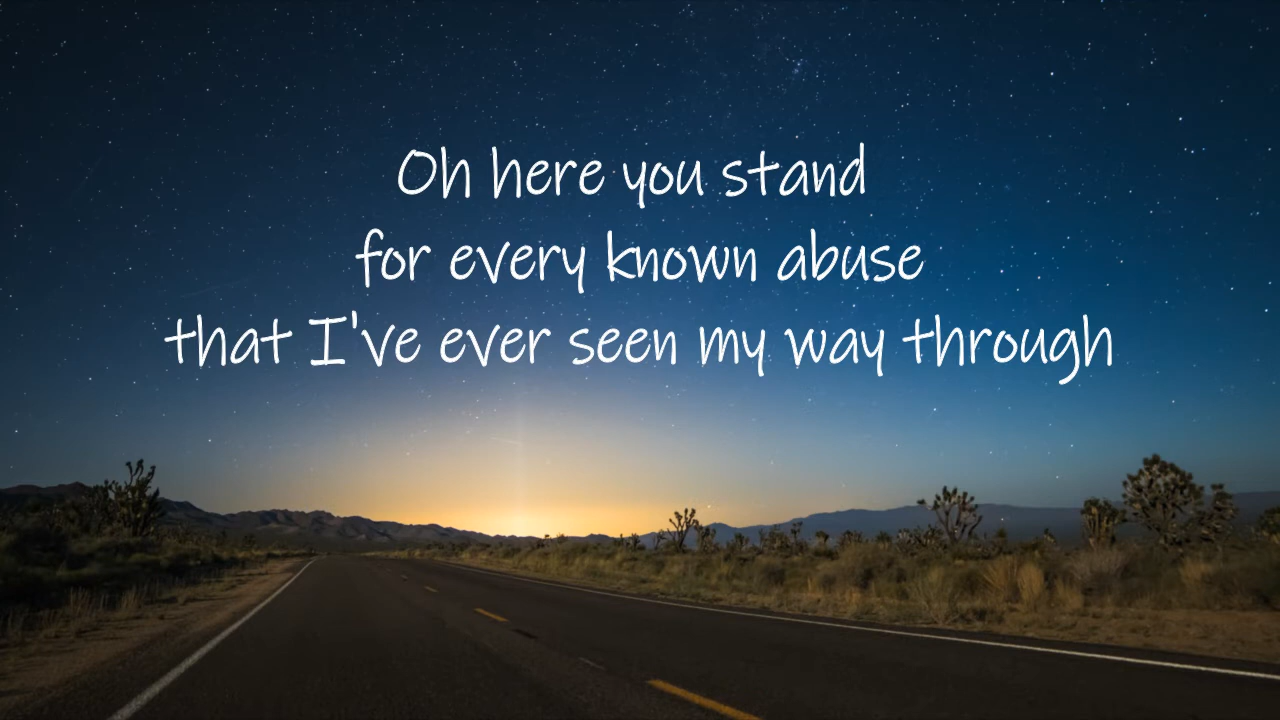 Oh here you stand
for every known abuse
that I've ever seen my way through